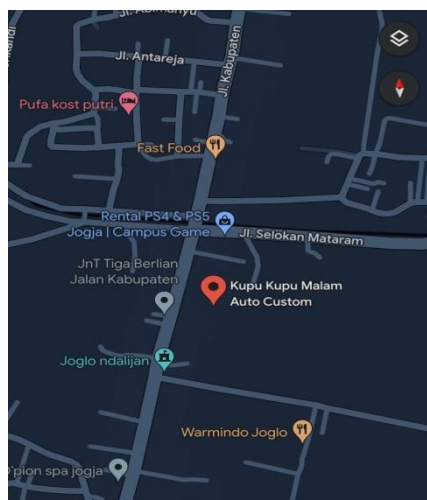 Jl. Abimanyu
Jl. Kabupaten
Jl. Antareja
Pufa kost putri
Fast Food
Rental PS4 & PS5
Jogja | Campus Game
Jl. Selokan Mataram
JnT Tiga Berlian
Jalan Kabupaten
Kupu Kupu Malam
Auto Custom
Joglo ndalijan
Warmindo Joglo
'pion spa jogja